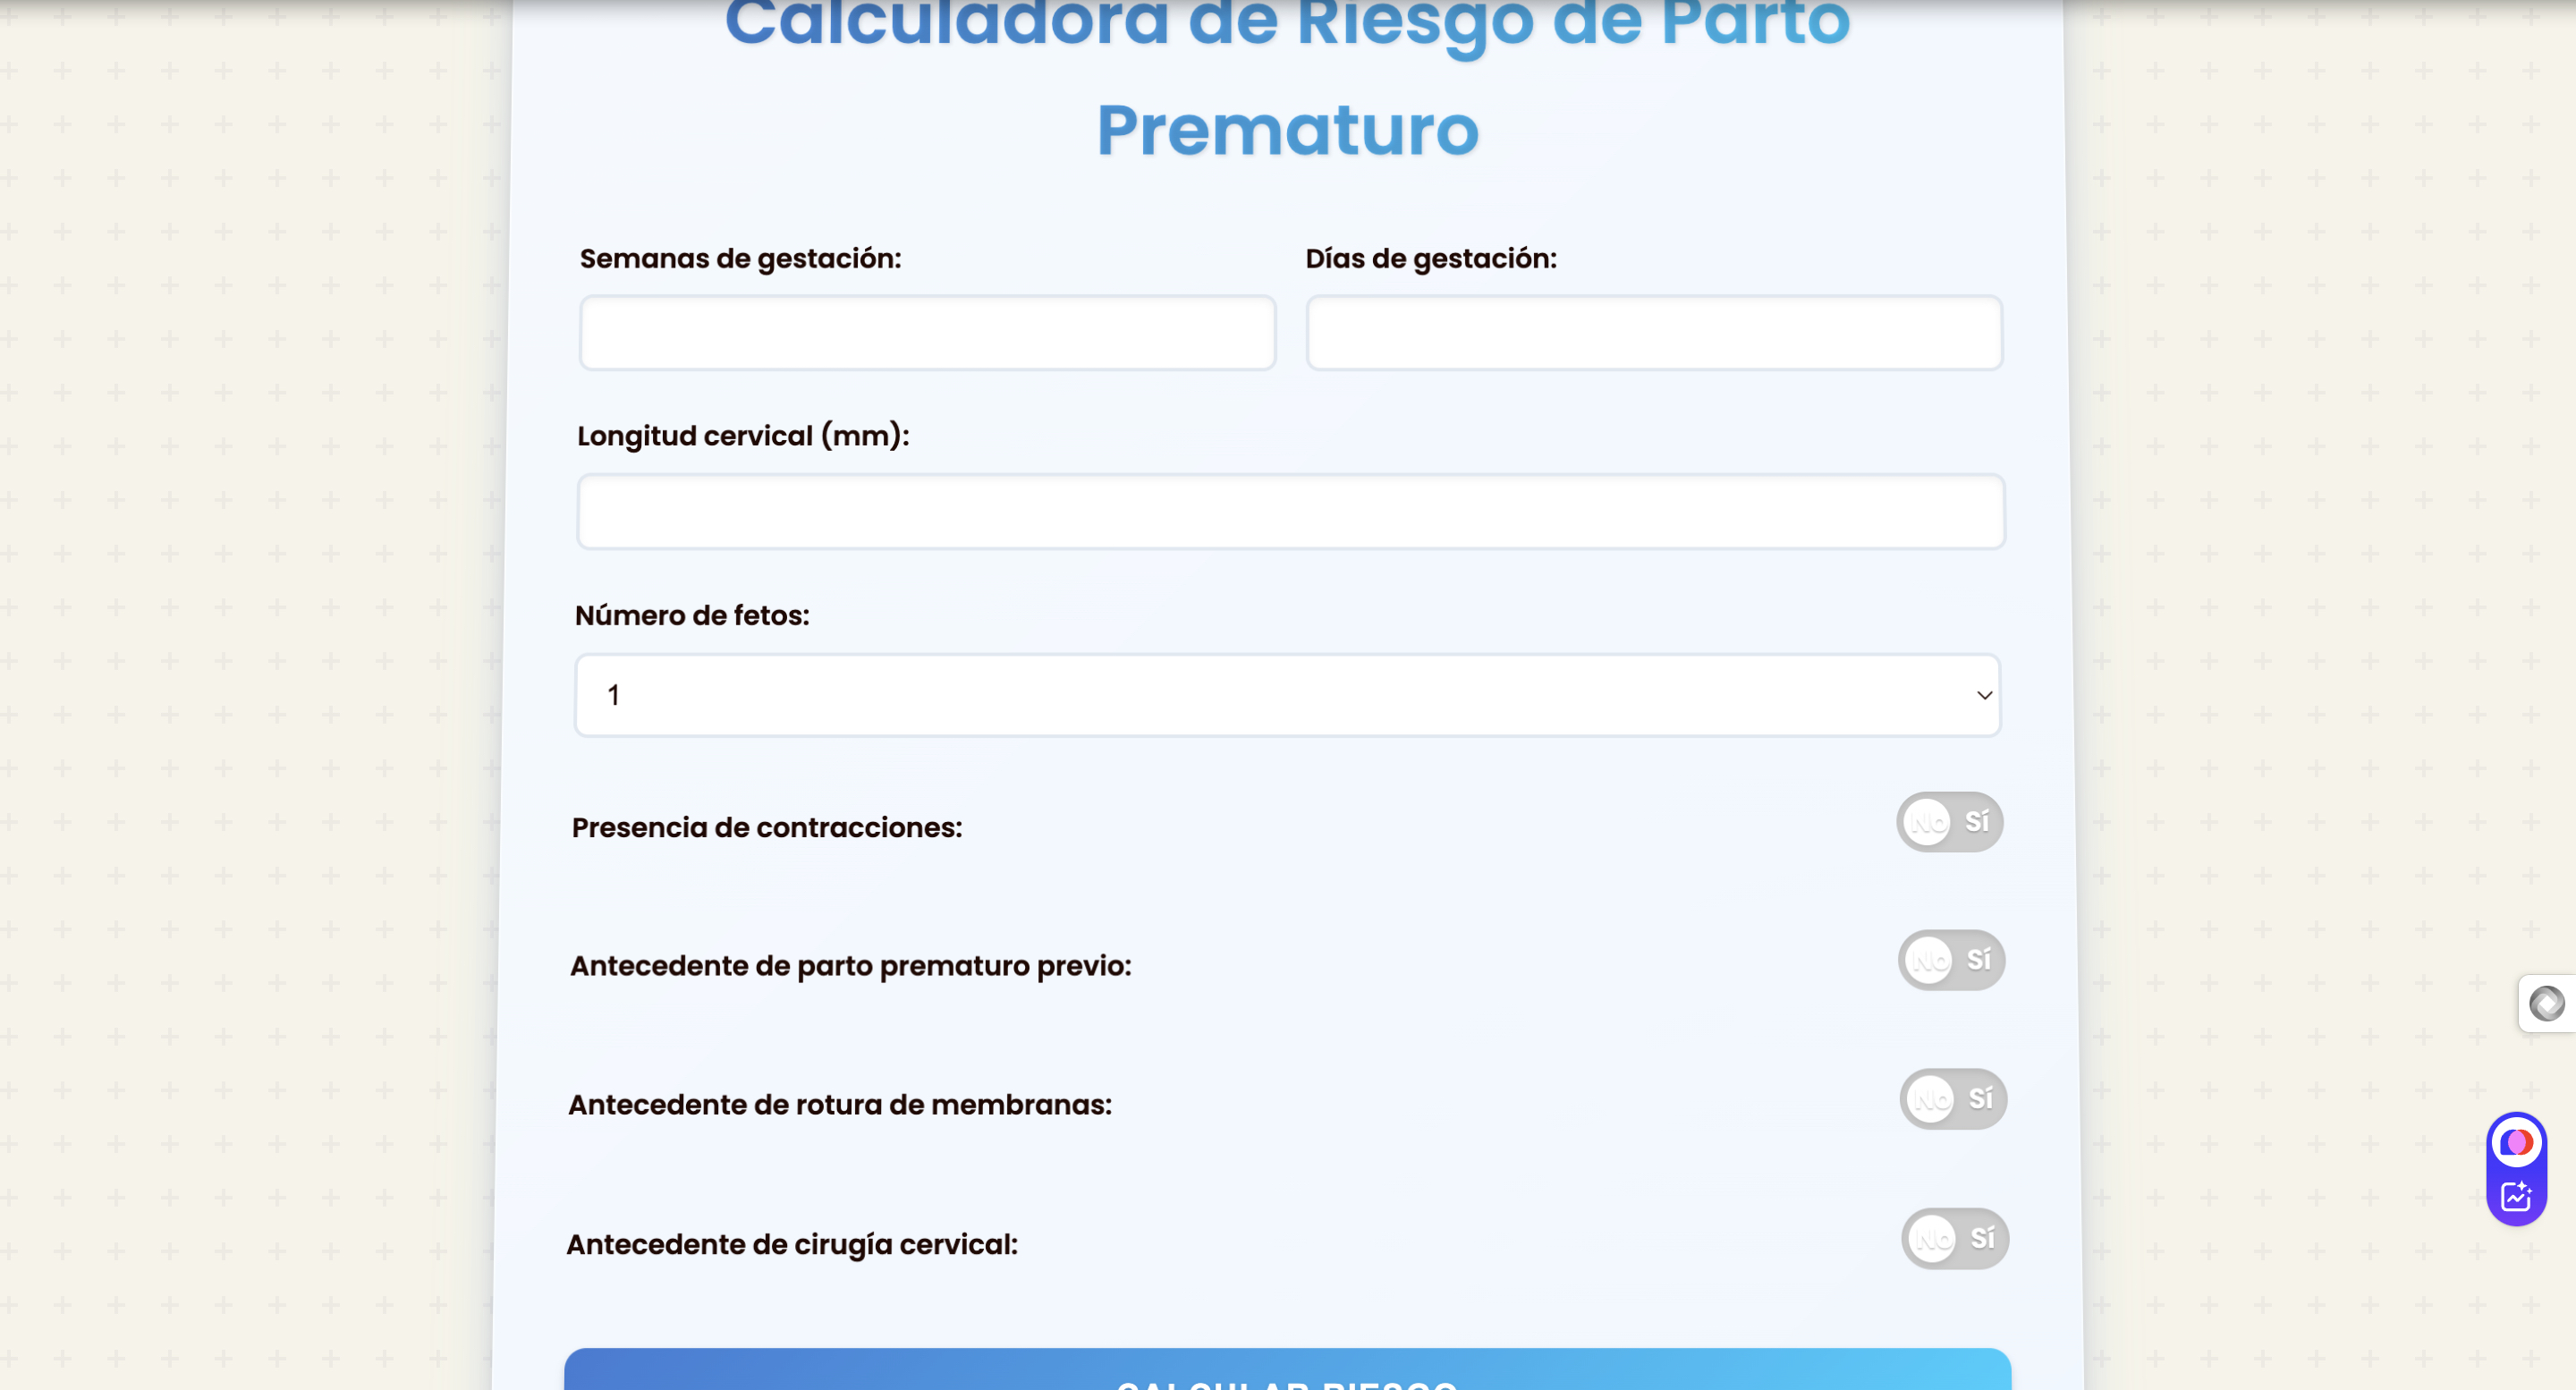 Calculadora de Riesgo de Parto
Prematuro
Semanas de gestación:
Días de gestación:
Longitud cervical (mm):
Número de fetos:
1
Presencia de contracciones:
No Sí
Antecedente de parto prematuro previo:
No Sí
Antecedente de rotura de membranas:
No Sí
Antecedente de cirugía cervical:
No Sí
CALCULAR RIESGO